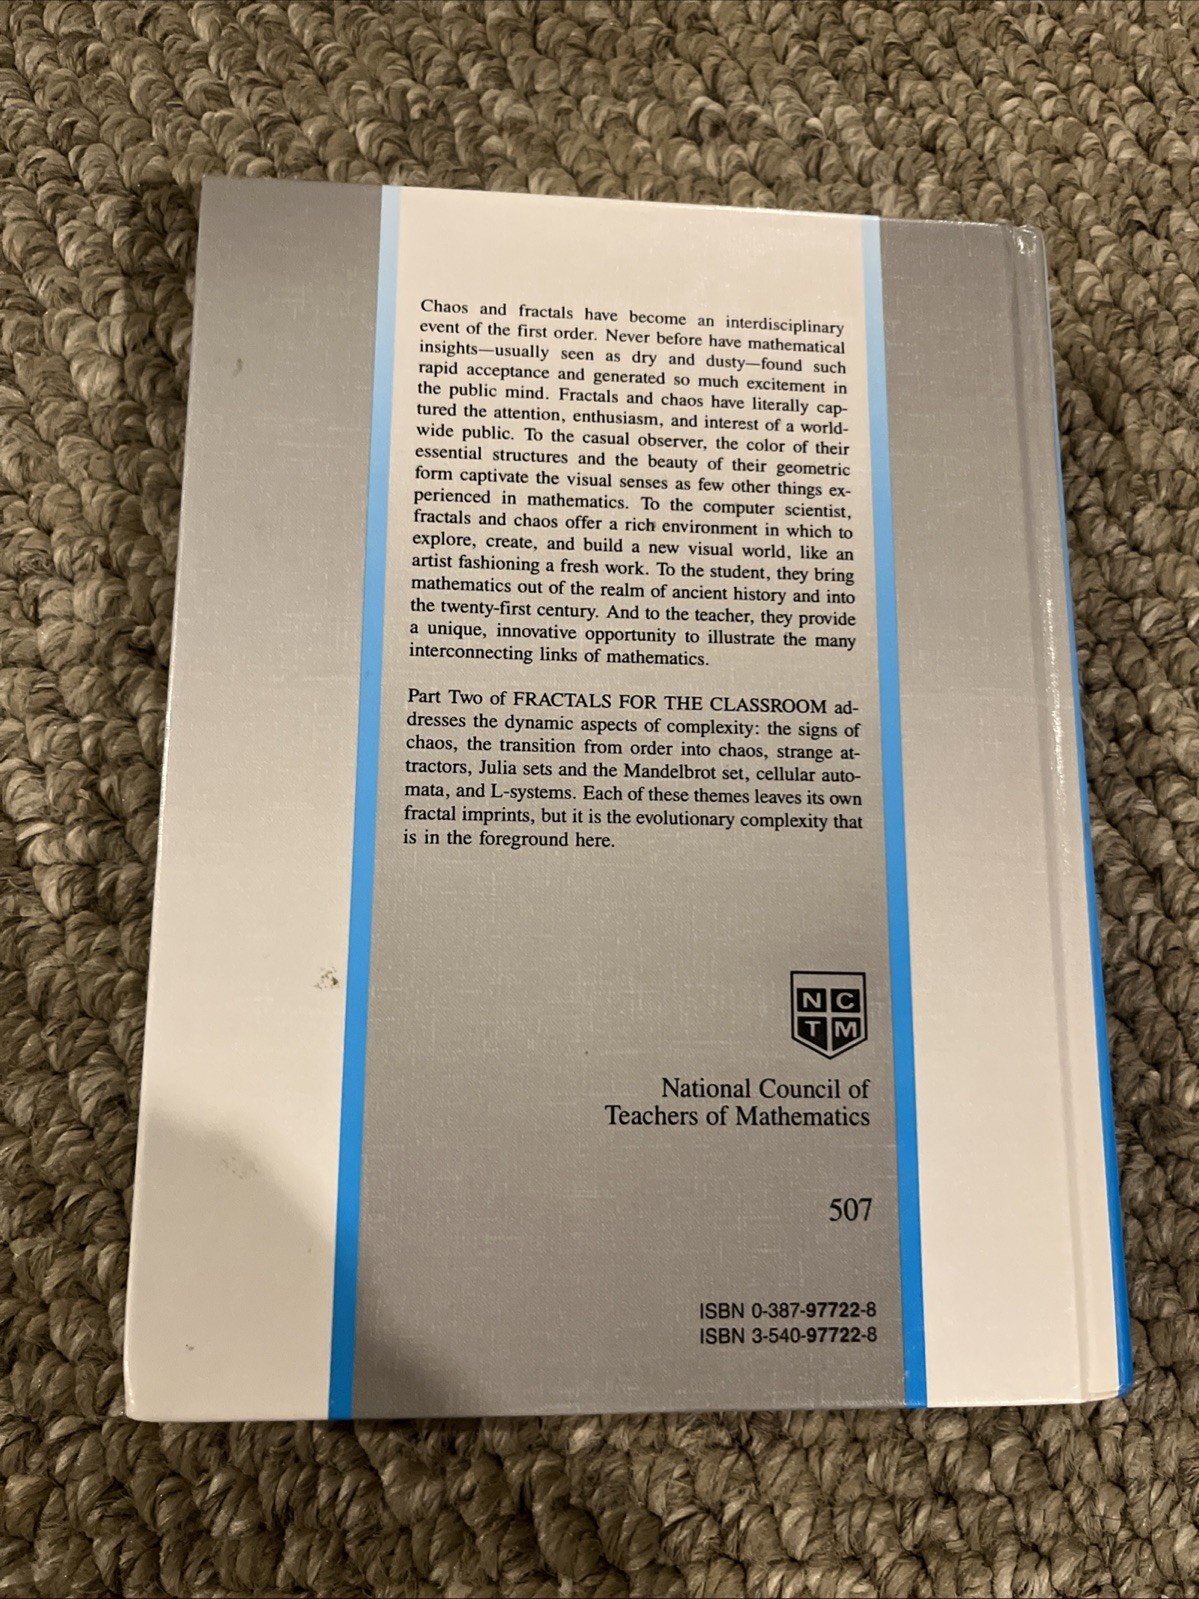 Chaos and fractals have become an interdisciplinary
event of the first order. Never before have mathematical
insights—usually seen as dry and dusty—found such
rapid acceptance and generated so much excitement in
the public mind. Fractals and chaos have literally cap-
tured the attention, enthusiasm, and interest of a world-
wide public. To the casual observer, the color of their
essential structures and the beauty of their geometric
form captivate the visual senses as few other things ex-
perienced in mathematics. To the computer scientist,
fractals and chaos offer a rich environment in which to
explore, create, and build a new visual world, like an
artist fashioning a fresh work. To the student, they bring
mathematics out of the realm of ancient history and into
the twenty-first century. And to the teacher, they provide
a unique, innovative opportunity to illustrate the many
interconnecting links of mathematics.
Part Two of FRACTALS FOR THE CLASSROOM ad-
dresses the dynamic aspects of complexity: the signs of
chaos, the transition from order into chaos, strange at-
tractors, Julia sets and the Mandelbrot set, cellular auto-
mata, and L-systems. Each of these themes leaves its own
fractal imprints, but it is the evolutionary complexity that
is in the foreground here.
N C
T M
National Council of
Teachers of Mathematics
507
ISBN 0-387-97722-8
ISBN 3-540-97722-8